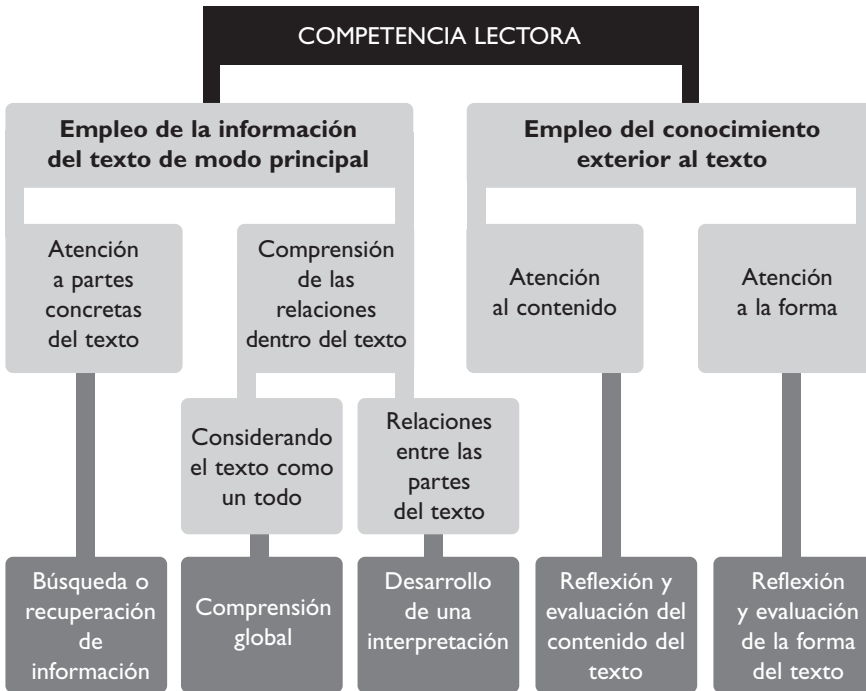 COMPETENCIA LECTORA
Empleo de la información
del texto de modo principal
Empleo del conocimiento
exterior al texto
Atención
a partes
concretas
del texto
Comprensión
de las
relaciones
dentro del texto
Atención
al contenido
Atención
a la forma
Considerando
el texto como
un todo
Relaciones
entre las
partes
del texto
Búsqueda o
recuperación
de
información
Comprensión
global
Desarrollo
de una
interpretación
Reflexión y
evaluación del
contenido del
texto
Reflexión
y evaluación
de la forma
del texto